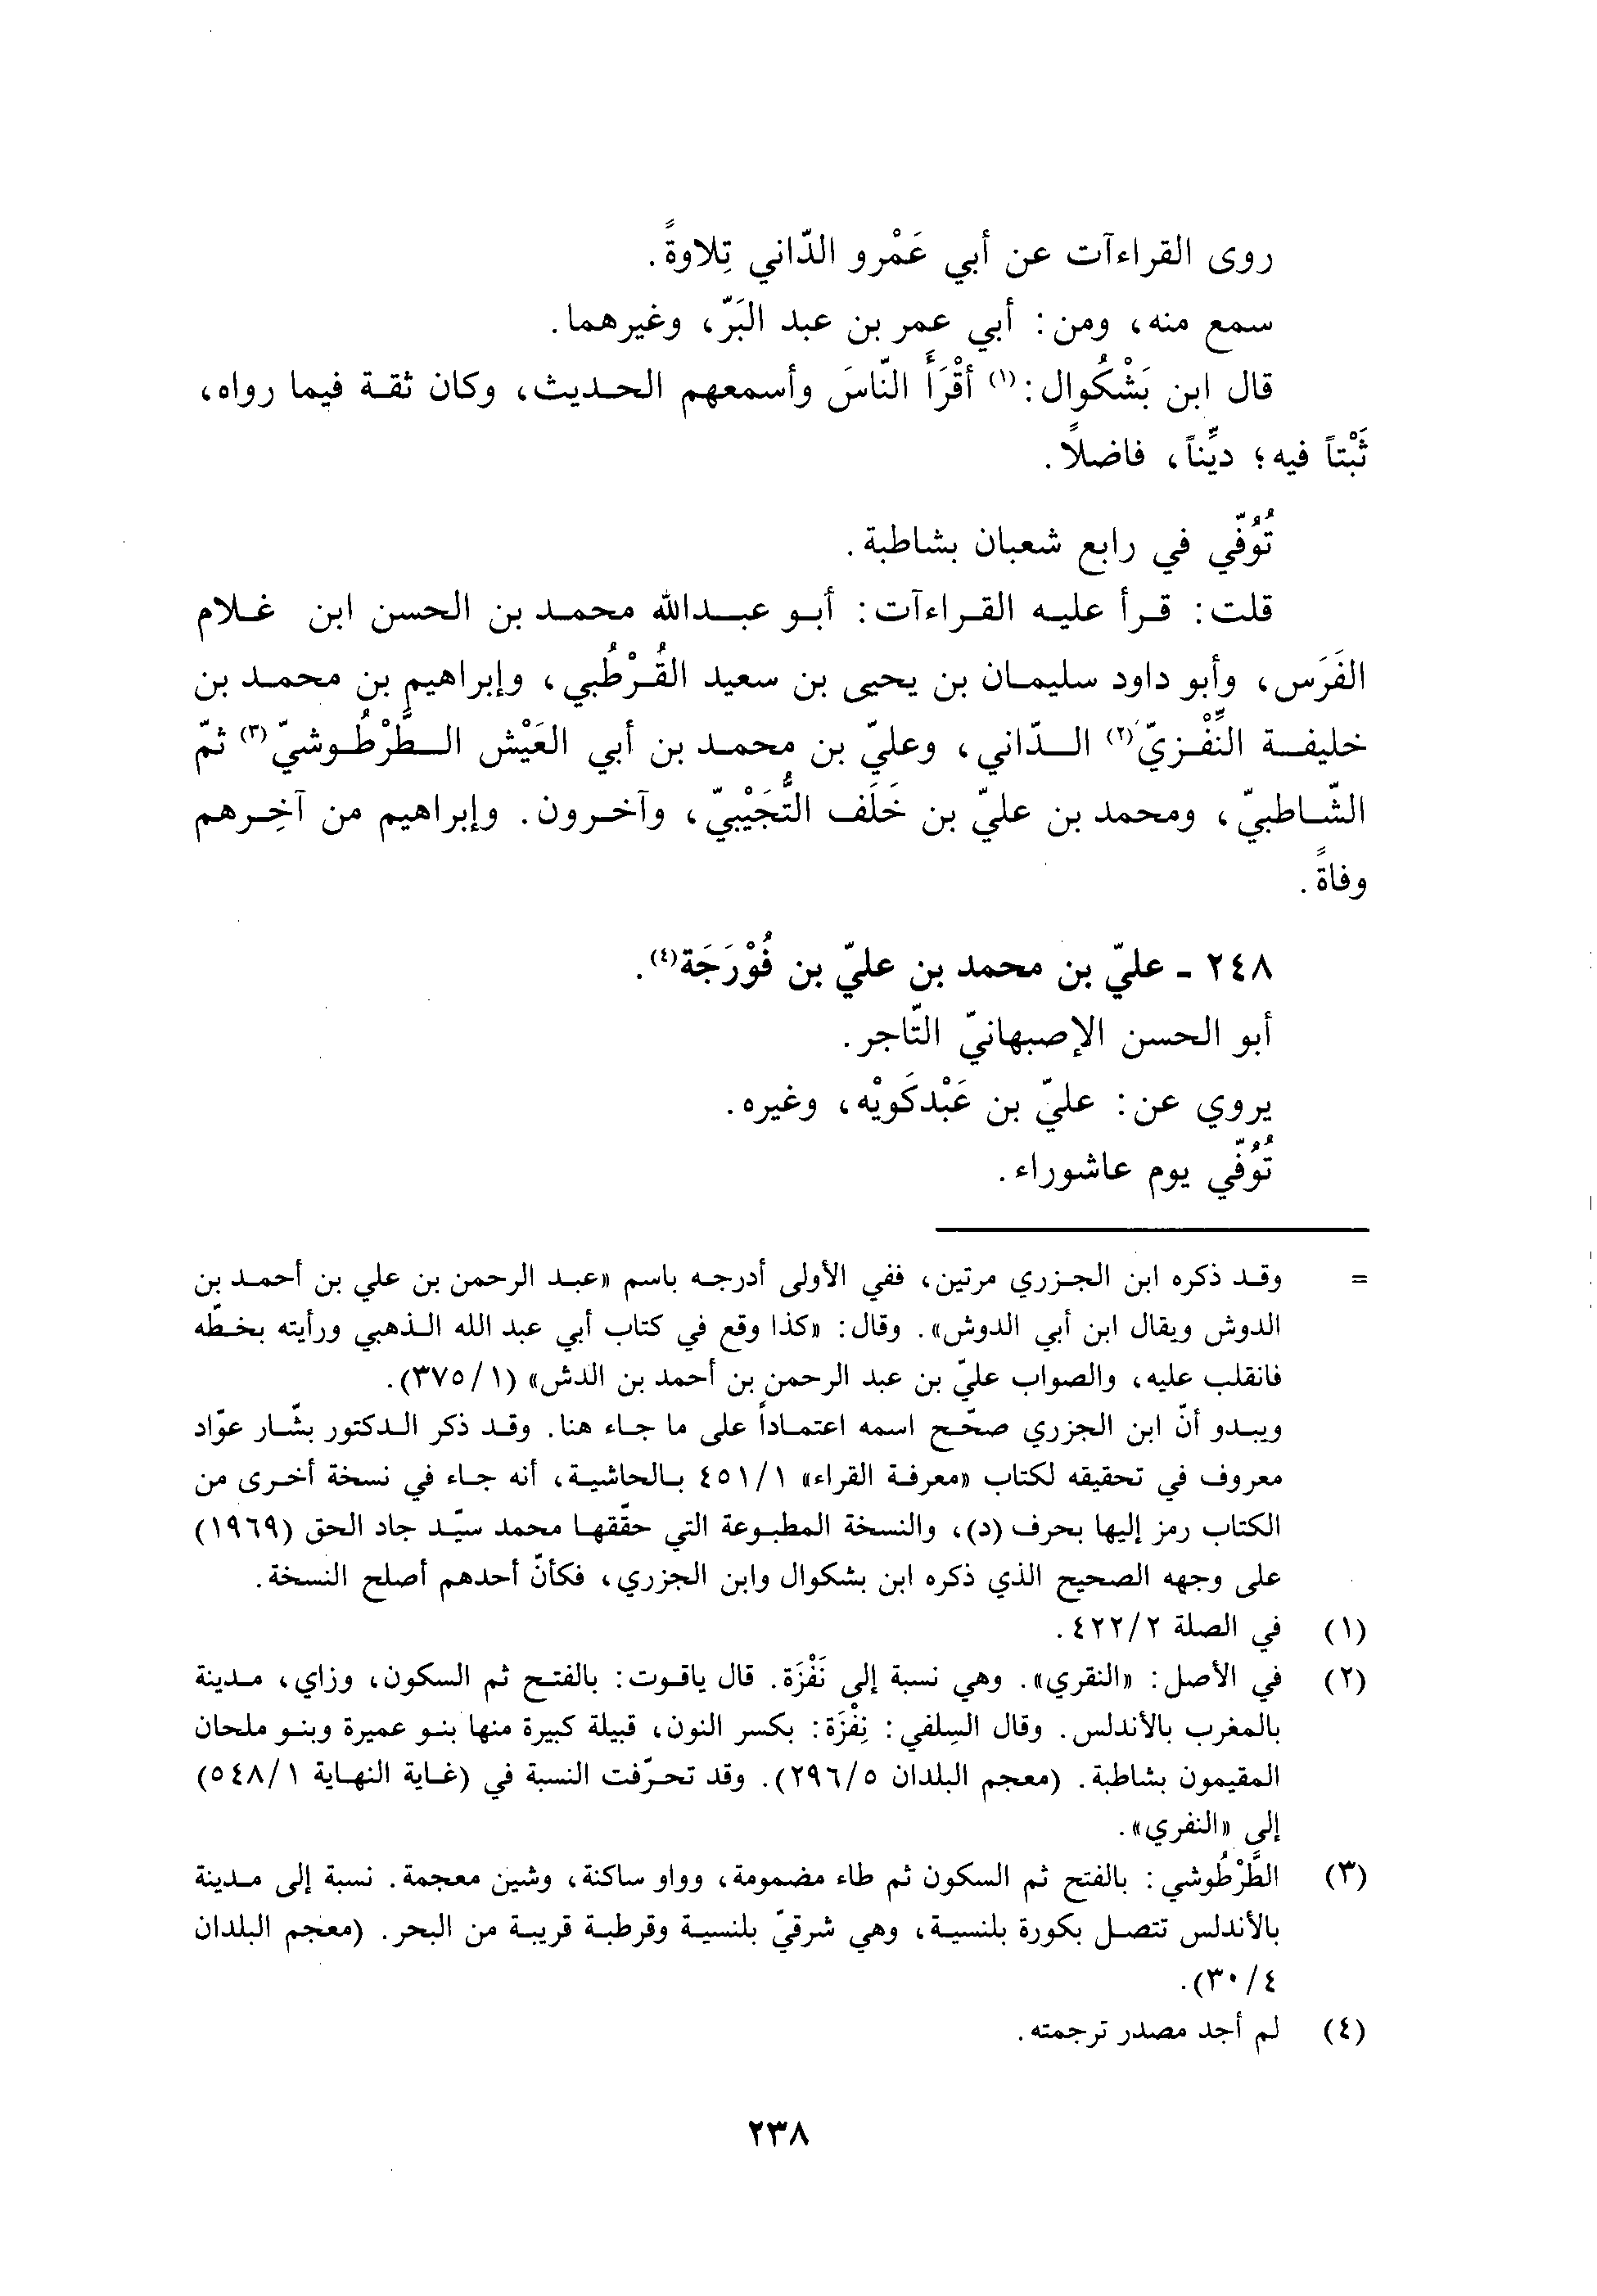 روى القراءآت عن أبي عَمْرو الدّاني تِلاوةً.
سمع منه، ومن: أبي عمر بن عبد البَرّ، وغيرهما.
قال ابن بَشْكُوال:(١) أقْرَأَ النّاسَ وأسمعهم الحديث، وكان ثقة فيما رواه،
ثَبْتاً فيه؛ ديِّناً، فاضلاً.
تُوُفّي في رابع شعبان بشاطبة.
قلت: قرأ عليه القراءآت: أبو عبدالله محمد بن الحسن ابن غلام
الفَرَس، وأبو داود سليمان بن يحيى بن سعيد القُرْطُبي، وإبراهيم بن محمد بن
خليفة النِّفْزيّ(٢) الدّاني، وعليّ بن محمد بن أبي العَيْش الطَّرْطُوشيّ(٣) ثمّ
الشّاطبيّ، ومحمد بن عليّ بن خَلَف التُّجَيْبيّ، وآخرون. وإبراهيم من آخِرهم
وفاةً.
٢٤٨ - عليّ بن محمد بن عليّ بن فُوْرَجَة(٤).
أبو الحسن الإصبهانيّ التّاجر.
يروي عن: عليّ بن عَبْدكَويْه، وغيره.
تُوُفّي يوم عاشوراء.
= وقد ذكره ابن الجزري مرتين، ففي الأولى أدرجه باسم «عبد الرحمن بن علي بن أحمد بن
الدوش ويقال ابن أبي الدوش». وقال: «كذا وقع في كتاب أبي عبد الله الذهبي ورأيته بخطّه
فانقلب عليه، والصواب عليّ بن عبد الرحمن بن أحمد بن الدش» (١/٣٧٥).
ويبدو أنّ ابن الجزري صحّح اسمه اعتماداً على ما جاء هنا. وقد ذكر الدكتور بشّار عوّاد
معروف في تحقيقه لكتاب «معرفة القراء» ١/٤٥١ بالحاشية، أنه جاء في نسخة أخرى من
الكتاب رمز إليها بحرف (د)، والنسخة المطبوعة التي حقّقها محمد سيّد جاد الحق (١٩٦٩)
على وجهه الصحيح الذي ذكره ابن بشكوال وابن الجزري، فكأنّ أحدهم أصلح النسخة.
(١) في الصلة ٢/٤٢٢.
(٢) في الأصل: «النقري». وهي نسبة إلى نَفْزَة. قال ياقوت: بالفتح ثم السكون، وزاي، مدينة
بالمغرب بالأندلس. وقال السِلفي: نِفْزَة: بكسر النون، قبيلة كبيرة منها بنو عميرة وبنو ملحان
المقيمون بشاطبة. (معجم البلدان ٥/٢٩٦). وقد تحرّفت النسبة في (غاية النهاية ١/٥٤٨)
إلى «النفري».
(٣) الطَّرْطُوشي: بالفتح ثم السكون ثم طاء مضمومة، وواو ساكنة، وشين معجمة. نسبة إلى مدينة
بالأندلس تتصل بكورة بلنسية، وهي شرقيّ بلنسية وقرطبة قريبة من البحر. (معجم البلدان
٤/٣٠).
(٤) لم أجد مصدر ترجمته.
٢٣٨